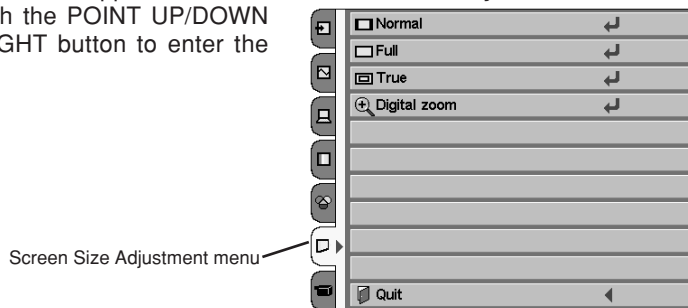 h the POINT UP/DOWN
GHT button to enter the
Normal
Full
True
Digital zoom
Quit
Screen Size Adjustment menu